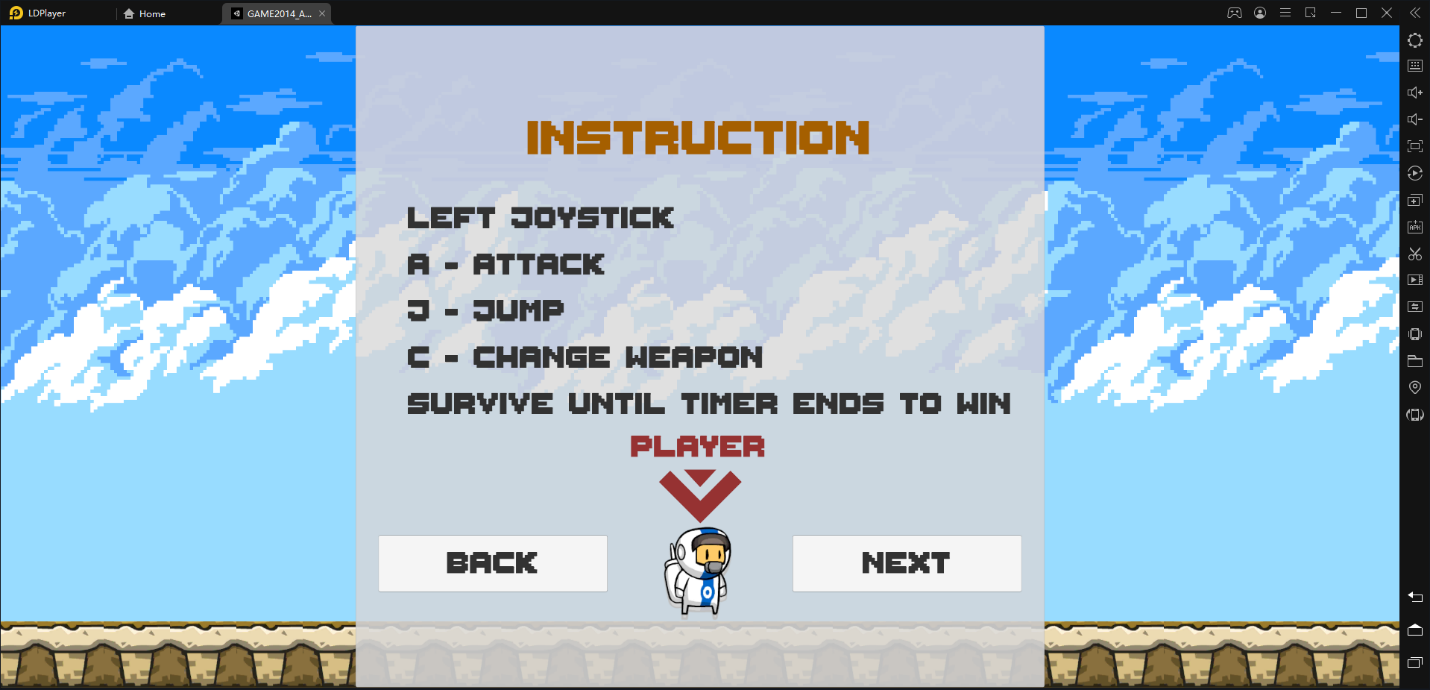 LDPlayer
Home
GAME2014_A...
INSTRUCTION
LEFT JOYSTICK
A - ATTACK
J - JUMP
C - CHANGE WEAPON
SURVIVE UNTIL TIMER ENDS TO WIN
PLAYER
BACK
NEXT
APK